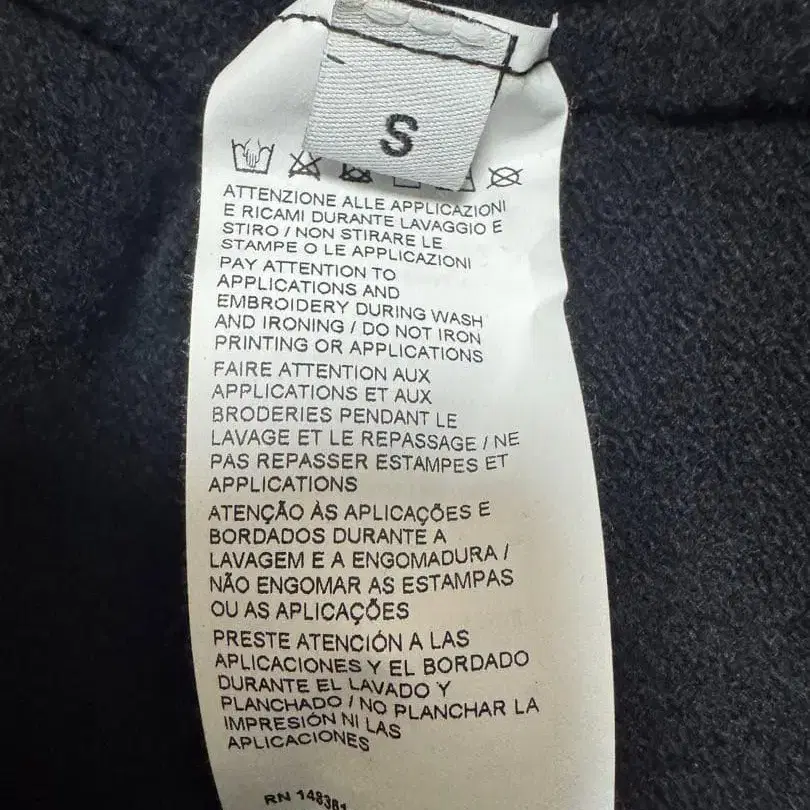 S
ATTENZIONE ALLE APPLICAZIONI
E RICAMI DURANTE LAVAGGIO E
STIRO / NON STIRARE LE
STAMPE O LE APPLICAZIONI
PAY ATTENTION TO
APPLICATIONS AND
EMBROIDERY DURING WASH
AND IRONING / DO NOT IRON
PRINTING OR APPLICATIONS
FAIRE ATTENTION AUX
APPLICATIONS ET AUX
BRODERIES PENDANT LE
LAVAGE ET LE REPASSAGE / NE
PAS REPASSER ESTAMPES ET
APPLICATIONS
ATENÇÃO ÀS APLICAÇÕES E
BORDADOS DURANTE A
LAVAGEM E A ENGOMADURA /
NÃO ENGOMAR AS ESTAMPAS
OU AS APLICAÇÕES
PRESTE ATENCIÓN A LAS
APLICACIONES Y EL BORDADO
DURANTE EL LAVADO Y
PLANCHADO / NO PLANCHAR LA
IMPRESIÓN NI LAS
APLICACIONES
RN 148381